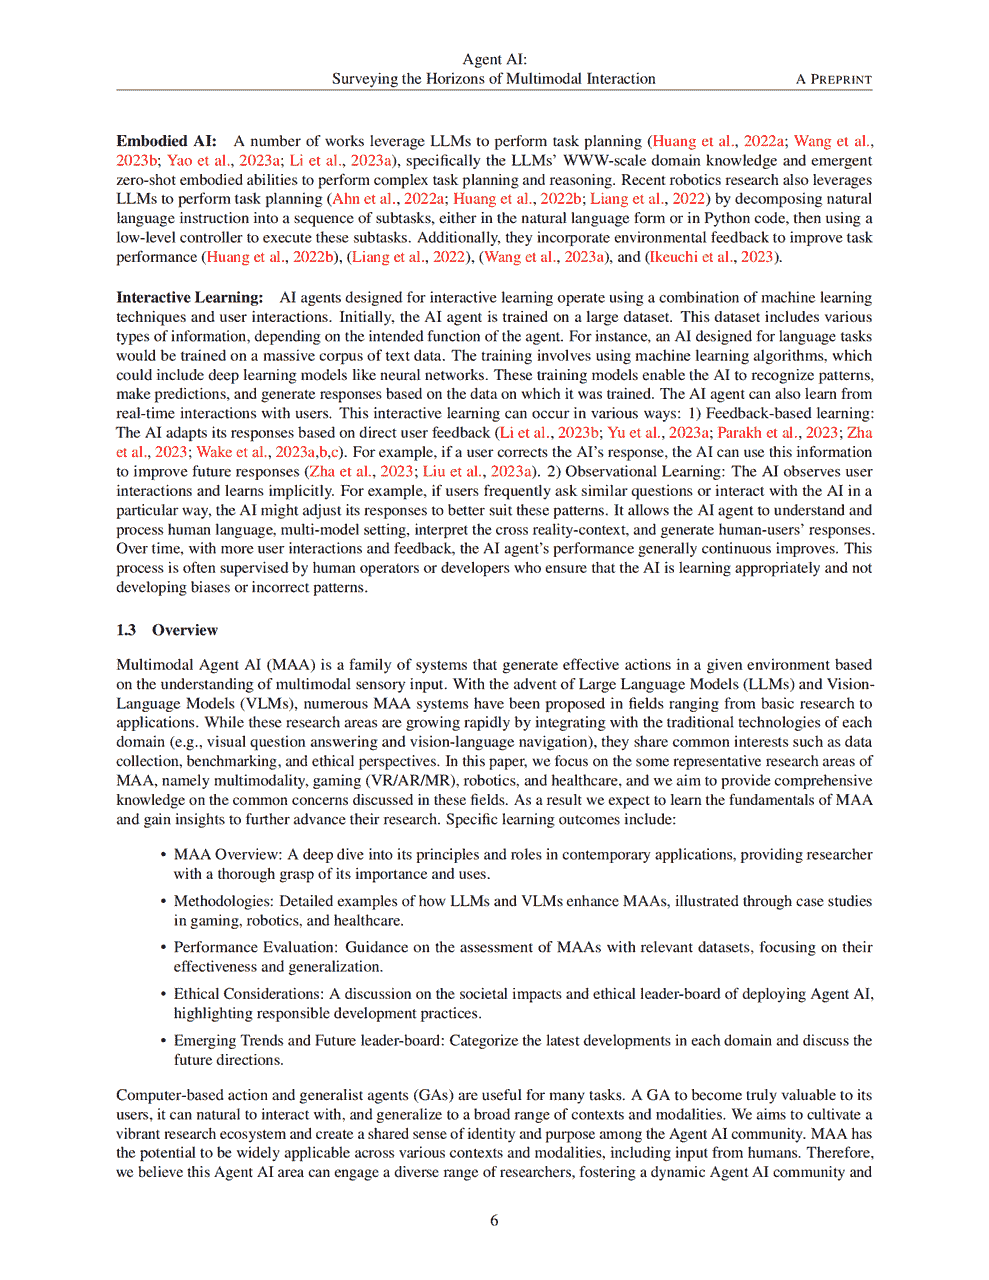 Agent AI:
Surveying the Horizons of Multimodal Interaction
A PREPRINT
Embodied AI: A number of works leverage LLMs to perform task planning (Huang et al., 2022a; Wang et al.,
2023b; Yao et al., 2023a; Li et al., 2023a), specifically the LLMs' WWW-scale domain knowledge and emergent
zero-shot embodied abilities to perform complex task planning and reasoning. Recent robotics research also leverages
LLMs to perform task planning (Ahn et al., 2022a; Huang et al., 2022b; Liang et al., 2022) by decomposing natural
language instruction into a sequence of subtasks, either in the natural language form or in Python code, then using a
low-level controller to execute these subtasks. Additionally, they incorporate environmental feedback to improve task
performance (Huang et al., 2022b), (Liang et al., 2022), (Wang et al., 2023a), and (Ikeuchi et al., 2023).
Interactive Learning: AI agents designed for interactive learning operate using a combination of machine learning
techniques and user interactions. Initially, the AI agent is trained on a large dataset. This dataset includes various
types of information, depending on the intended function of the agent. For instance, an AI designed for language tasks
would be trained on a massive corpus of text data. The training involves using machine learning algorithms, which
could include deep learning models like neural networks. These training models enable the AI to recognize patterns,
make predictions, and generate responses based on the data on which it was trained. The AI agent can also learn from
real-time interactions with users. This interactive learning can occur in various ways: 1) Feedback-based learning:
The AI adapts its responses based on direct user feedback (Li et al., 2023b; Yu et al., 2023a; Parakh et al., 2023; Zha
et al., 2023; Wake et al., 2023a,b,c). For example, if a user corrects the AI's response, the AI can use this information
to improve future responses (Zha et al., 2023; Liu et al., 2023a). 2) Observational Learning: The AI observes user
interactions and learns implicitly. For example, if users frequently ask similar questions or interact with the AI in a
particular way, the AI might adjust its responses to better suit these patterns. It allows the AI agent to understand and
process human language, multi-model setting, interpret the cross reality-context, and generate human-users' responses.
Over time, with more user interactions and feedback, the AI agent's performance generally continuous improves. This
process is often supervised by human operators or developers who ensure that the AI is learning appropriately and not
developing biases or incorrect patterns.
1.3 Overview
Multimodal Agent AI (MAA) is a family of systems that generate effective actions in a given environment based
on the understanding of multimodal sensory input. With the advent of Large Language Models (LLMs) and Vision-
Language Models (VLMs), numerous MAA systems have been proposed in fields ranging from basic research to
applications. While these research areas are growing rapidly by integrating with the traditional technologies of each
domain (e.g., visual question answering and vision-language navigation), they share common interests such as data
collection, benchmarking, and ethical perspectives. In this paper, we focus on the some representative research areas of
MAA, namely multimodality, gaming (VR/AR/MR), robotics, and healthcare, and we aim to provide comprehensive
knowledge on the common concerns discussed in these fields. As a result we expect to learn the fundamentals of MAA
and gain insights to further advance their research. Specific learning outcomes include:
• MAA Overview: A deep dive into its principles and roles in contemporary applications, providing researcher
with a thorough grasp of its importance and uses.
• Methodologies: Detailed examples of how LLMs and VLMs enhance MAAs, illustrated through case studies
in gaming, robotics, and healthcare.
• Performance Evaluation: Guidance on the assessment of MAAs with relevant datasets, focusing on their
effectiveness and generalization.
• Ethical Considerations: A discussion on the societal impacts and ethical leader-board of deploying Agent AI,
highlighting responsible development practices.
• Emerging Trends and Future leader-board: Categorize the latest developments in each domain and discuss the
future directions.
Computer-based action and generalist agents (GAs) are useful for many tasks. A GA to become truly valuable to its
users, it can natural to interact with, and generalize to a broad range of contexts and modalities. We aims to cultivate a
vibrant research ecosystem and create a shared sense of identity and purpose among the Agent AI community. MAA has
the potential to be widely applicable across various contexts and modalities, including input from humans. Therefore,
we believe this Agent AI area can engage a diverse range of researchers, fostering a dynamic Agent AI community and
6